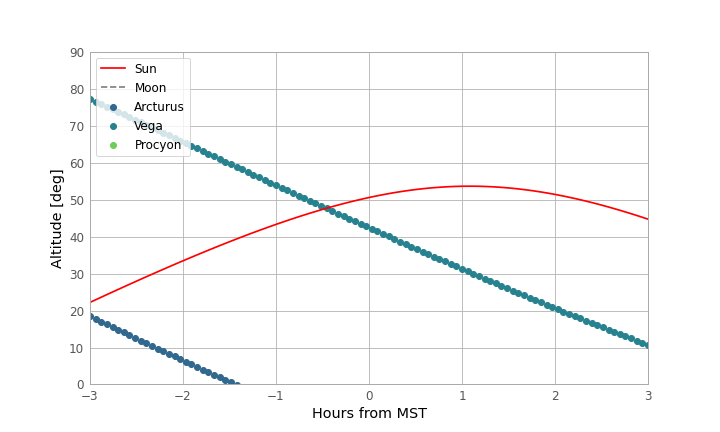 90
80
70
60
50
40
30
20
10
0
Altitude [deg]
Sun
Moon
Arcturus
Vega
Procyon
−3 −2 −1 0 1 2 3
Hours from MST